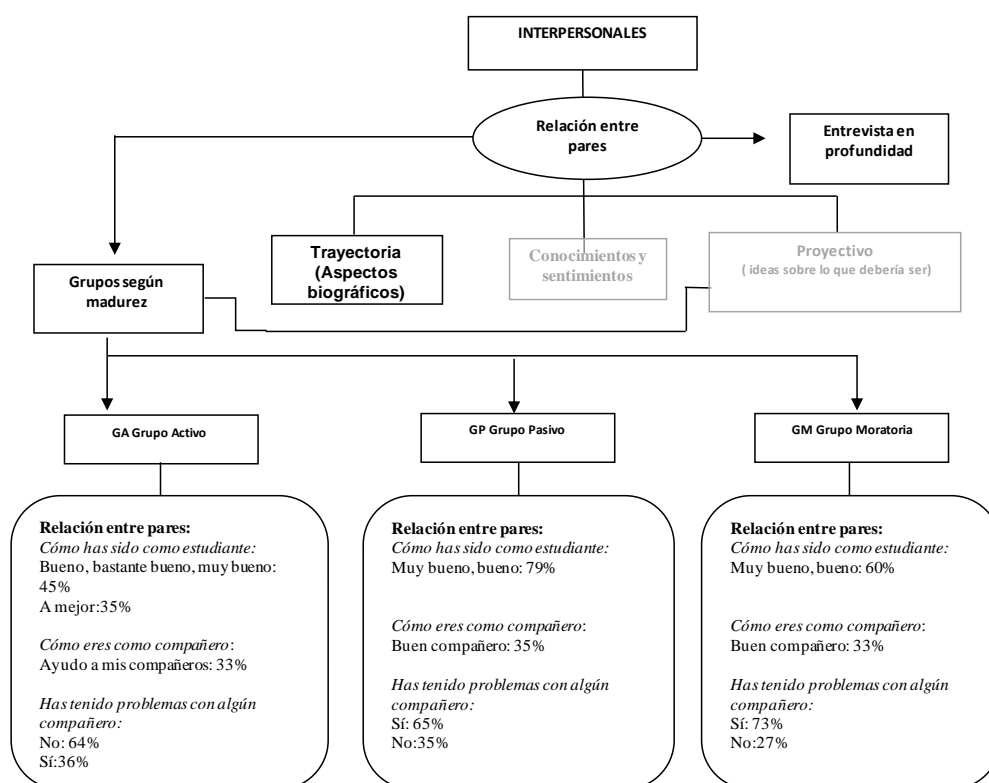 INTERPERSONALES
Relación entre
pares
Entrevista en
profundidad
Trayectoria
(Aspectos
biográficos)
Conocimientos y
sentimientos
Proyectivo
( ideas sobre lo que debería ser)
Grupos según
madurez
GA Grupo Activo
GP Grupo Pasivo
GM Grupo Moratoria
Relación entre pares:
Cómo has sido como estudiante:
Bueno, bastante bueno, muy bueno:
45%
A mejor:35%
Cómo eres como compañero:
Ayudo a mis compañeros: 33%
Has tenido problemas con algún
compañero:
No: 64%
Sí:36%
Relación entre pares:
Cómo has sido como estudiante:
Muy bueno, bueno: 79%
Cómo eres como compañero:
Buen compañero: 35%
Has tenido problemas con algún
compañero:
Sí: 65%
No:35%
Relación entre pares:
Cómo has sido como estudiante:
Muy bueno, bueno: 60%
Cómo eres como compañero:
Buen compañero: 33%
Has tenido problemas con algún
compañero:
Sí: 73%
No:27%